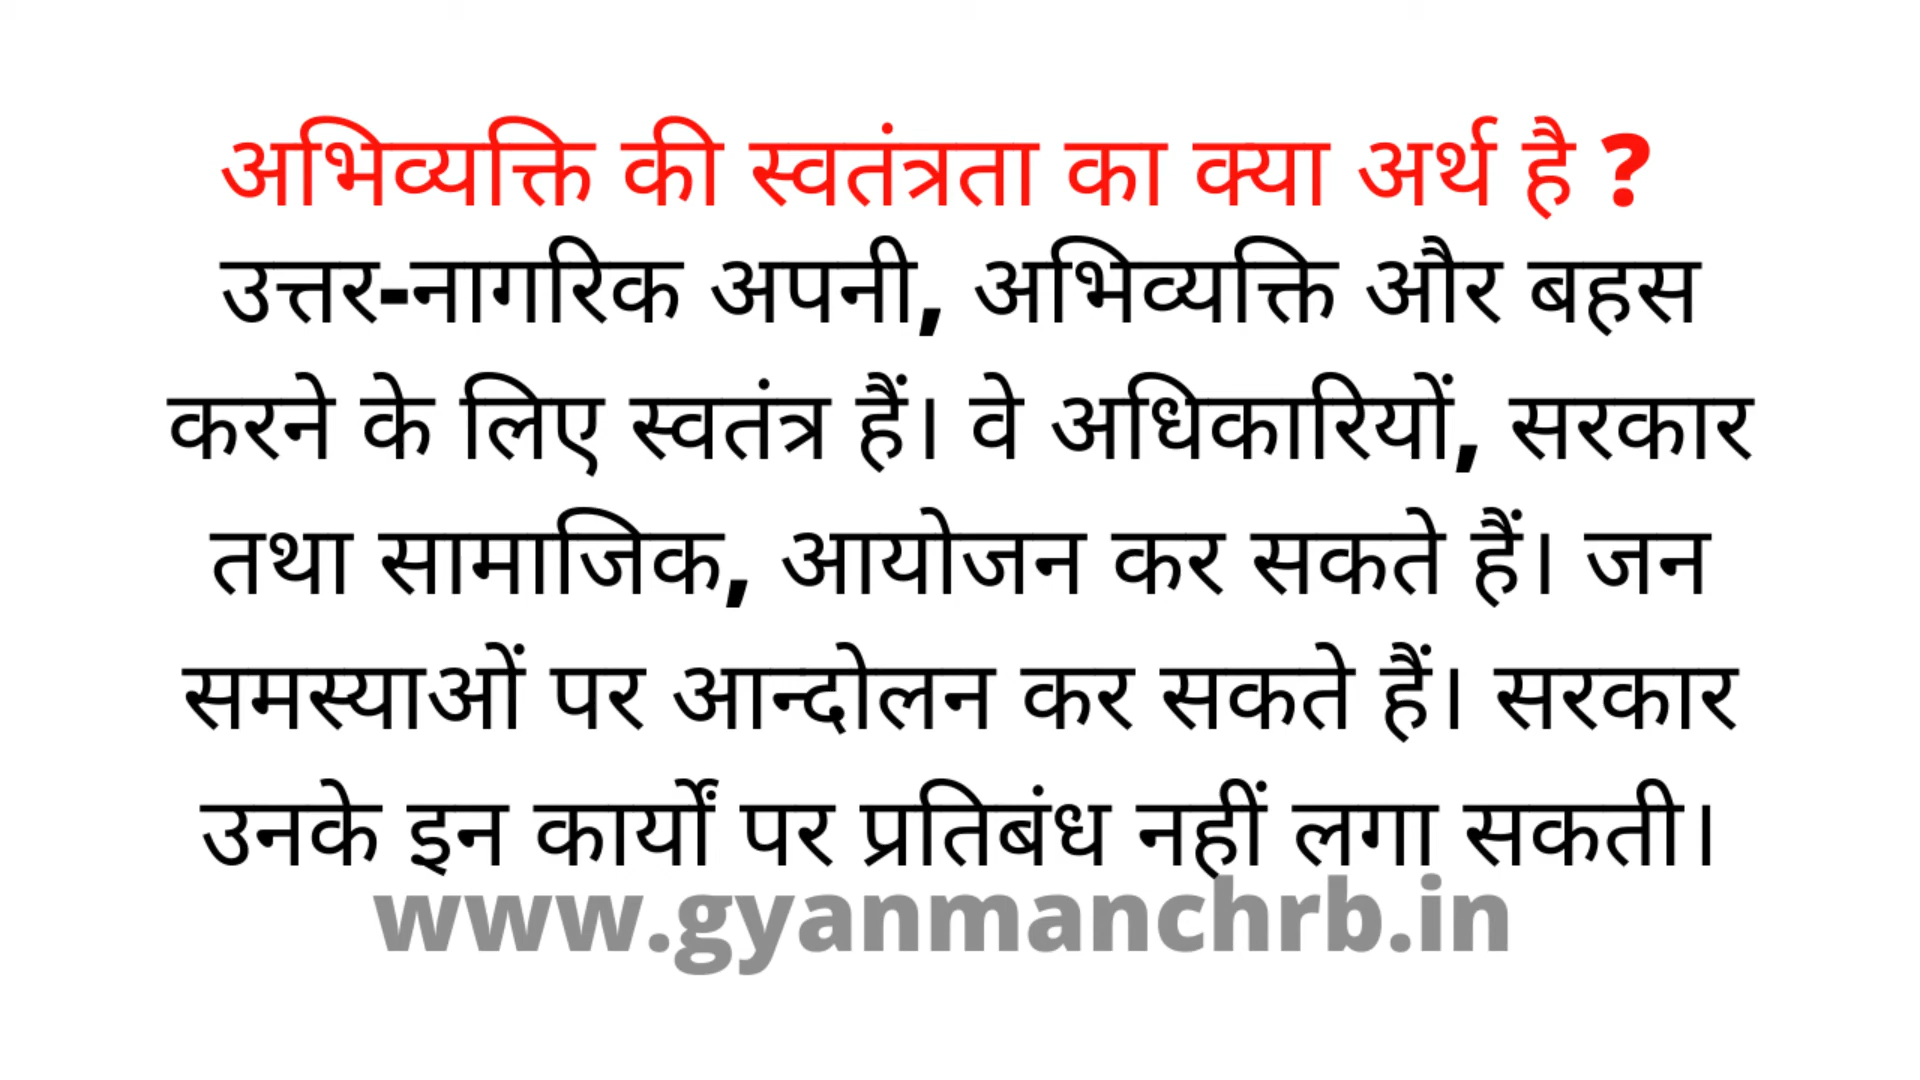 अभिव्यक्ति की स्वतंत्रता का क्या अर्थ है ?
उत्तर-नागरिक अपनी, अभिव्यक्ति और बहस
करने के लिए स्वतंत्र हैं। वे अधिकारियों, सरकार
तथा सामाजिक, आयोजन कर सकते हैं। जन
समस्याओं पर आन्दोलन कर सकते हैं। सरकार
उनके इन कार्यों पर प्रतिबंध नहीं लगा सकती।
www.gyanmanchrb.in